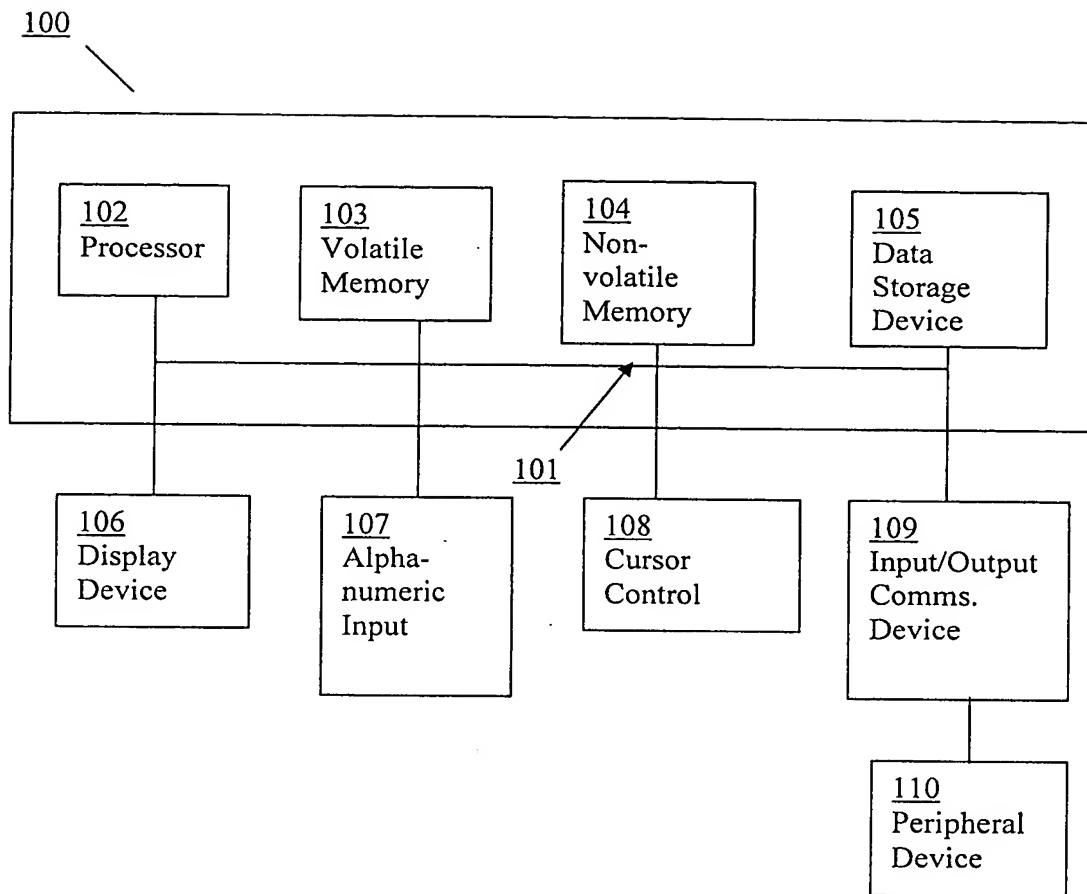 100
102
Processor
103
Volatile
Memory
104
Non-
volatile
Memory
105
Data
Storage
Device
101
106
Display
Device
107
Alpha-
numeric
Input
108
Cursor
Control
109
Input/Output
Comms.
Device
110
Peripheral
Device